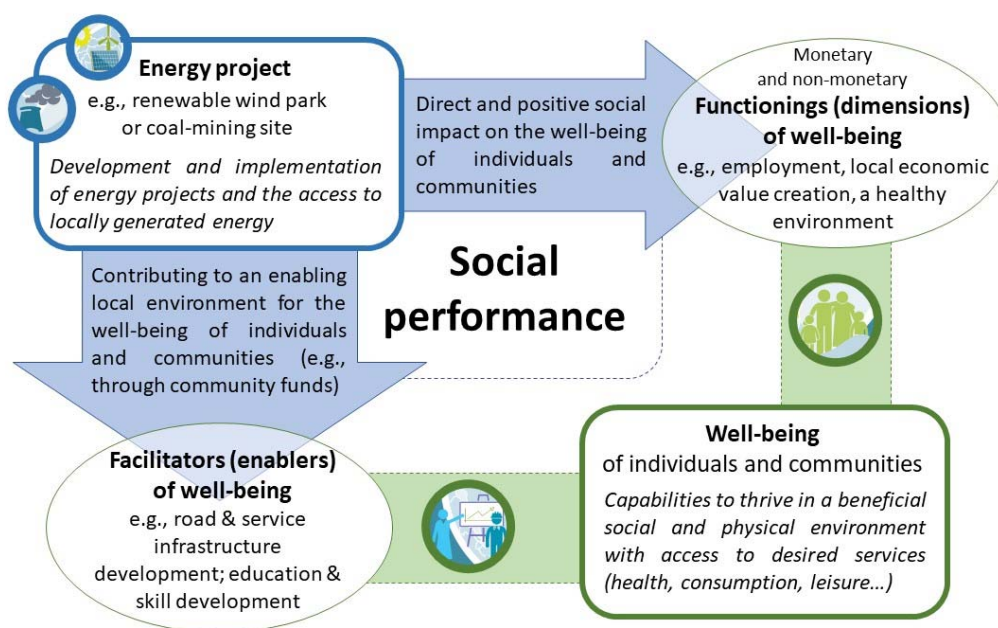 Energy project
e.g., renewable wind park
or coal-mining site
Development and implementation
of energy projects and the access to
locally generated energy
Direct and positive social
impact on the well-being
of individuals and
communities
Monetary
and non-monetary
Functionings (dimensions)
of well-being
e.g., employment, local economic
value creation, a healthy
environment
Social
performance
Contributing to an enabling
local environment for the
well-being of individuals
and communities (e.g.,
through community funds)
Facilitators (enablers)
of well-being
e.g., road & service
infrastructure
development; education &
skill development
Well-being
of individuals and communities
Capabilities to thrive in a beneficial
social and physical environment
with access to desired services
(health, consumption, leisure…)